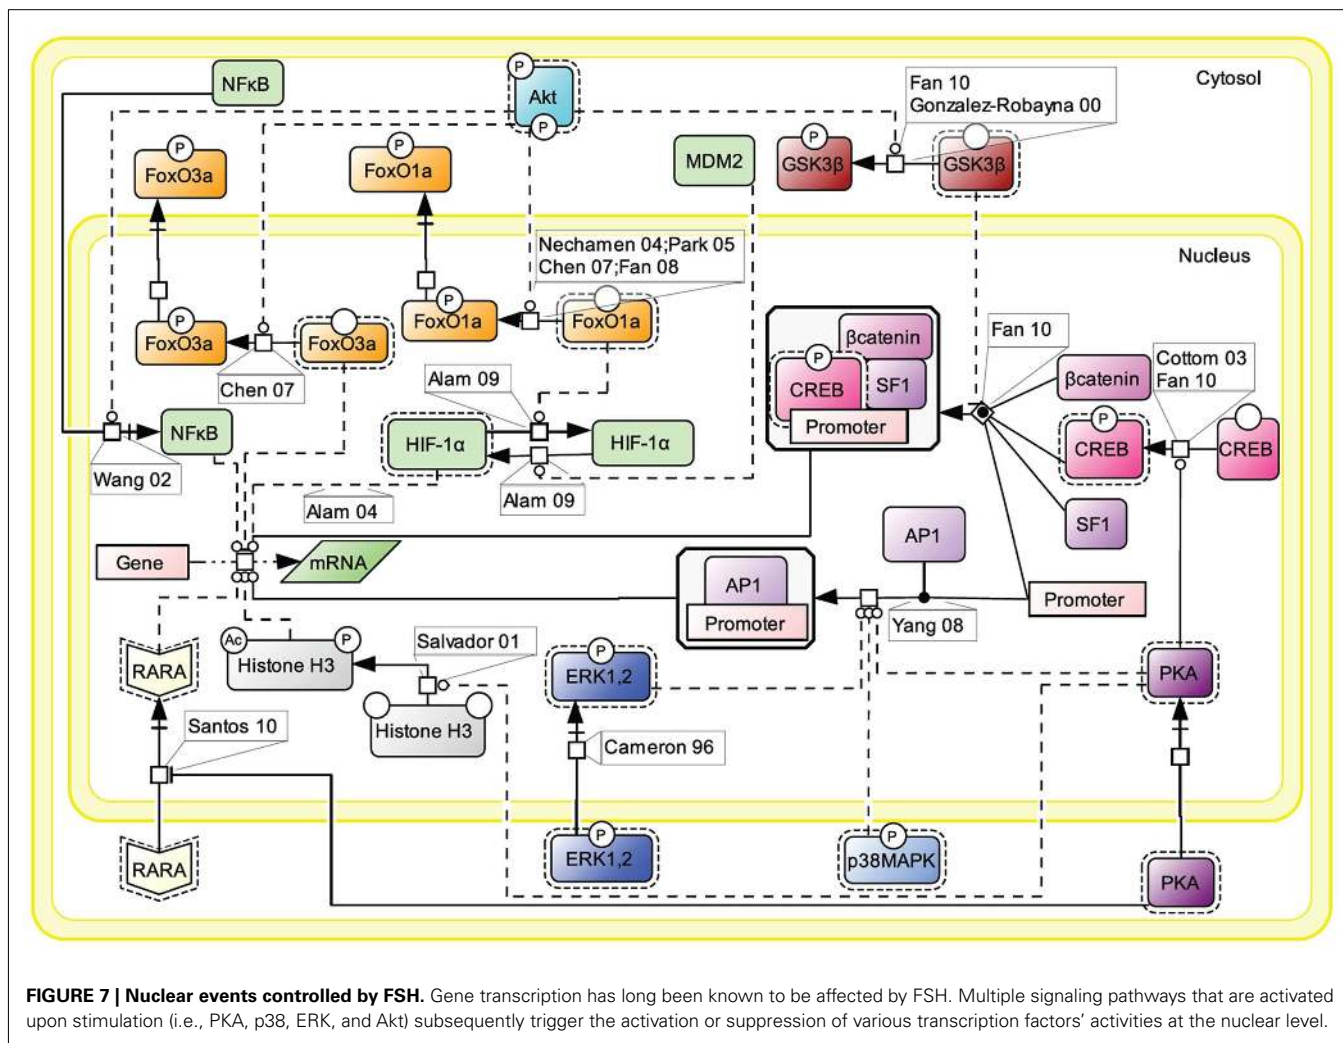 Cytosol
NFκB
P
Akt
P
Fan 10
Gonzalez-Robayna 00
P
FoxO3a
P
FoxO1a
MDM2
P
GSK3β
GSK3β
Nucleus
Nechamen 04;Park 05
Chen 07;Fan 08
P
FoxO3a
FoxO3a
P
FoxO1a
FoxO1a
Chen 07
βcatenin
P
CREB
SF1
Promoter
Fan 10
βcatenin
Cottom 03
Fan 10
P
CREB
CREB
SF1
Alam 09
NFκB
HIF-1α
HIF-1α
Wang 02
Alam 09
Alam 04
Gene
mRNA
AP1
AP1
Promoter
Promoter
Yang 08
RARA
Ac
P
Histone H3
Salvador 01
P
ERK1,2
PKA
Histone H3
Santos 10
Cameron 96
RARA
P
ERK1,2
P
p38MAPK
PKA
FIGURE 7 | Nuclear events controlled by FSH. Gene transcription has long been known to be affected by FSH. Multiple signaling pathways that are activated
upon stimulation (i.e., PKA, p38, ERK, and Akt) subsequently trigger the activation or suppression of various transcription factors’ activities at the nuclear level.